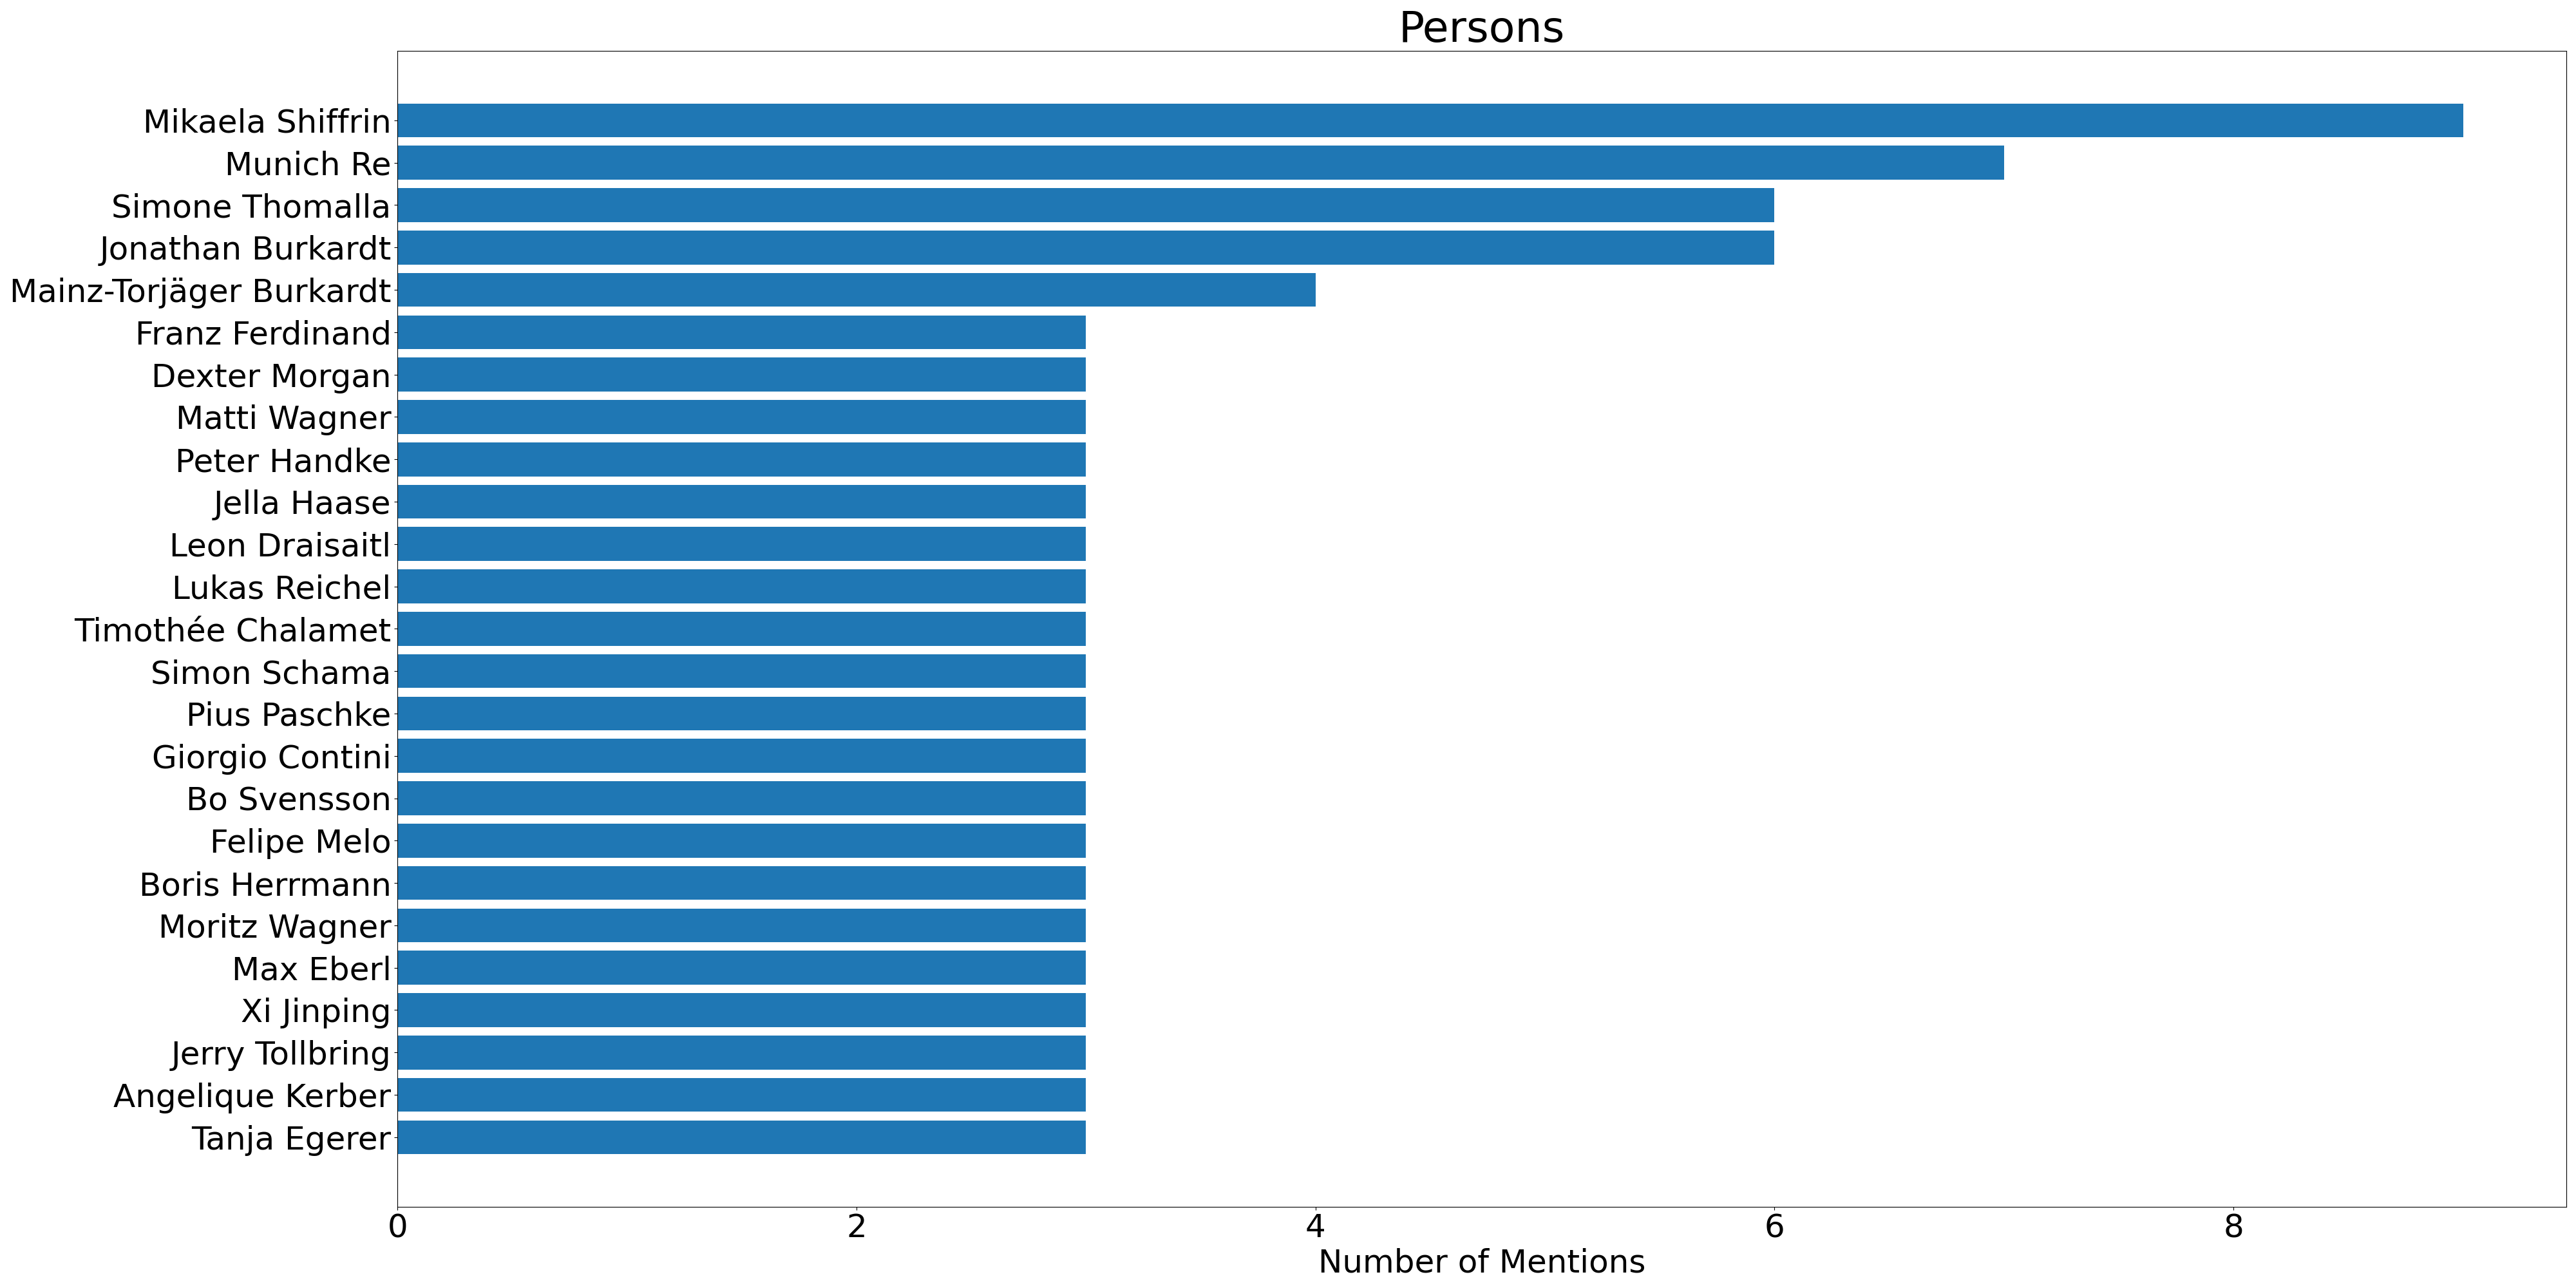 Persons
Mikaela Shiffrin
Munich Re
Simone Thomalla
Jonathan Burkardt
Mainz-Torjäger Burkardt
Franz Ferdinand
Dexter Morgan
Matti Wagner
Peter Handke
Jella Haase
Leon Draisaitl
Lukas Reichel
Timothée Chalamet
Simon Schama
Pius Paschke
Giorgio Contini
Bo Svensson
Felipe Melo
Boris Herrmann
Moritz Wagner
Max Eberl
Xi Jinping
Jerry Tollbring
Angelique Kerber
Tanja Egerer
0 2 4 6 8
Number of Mentions